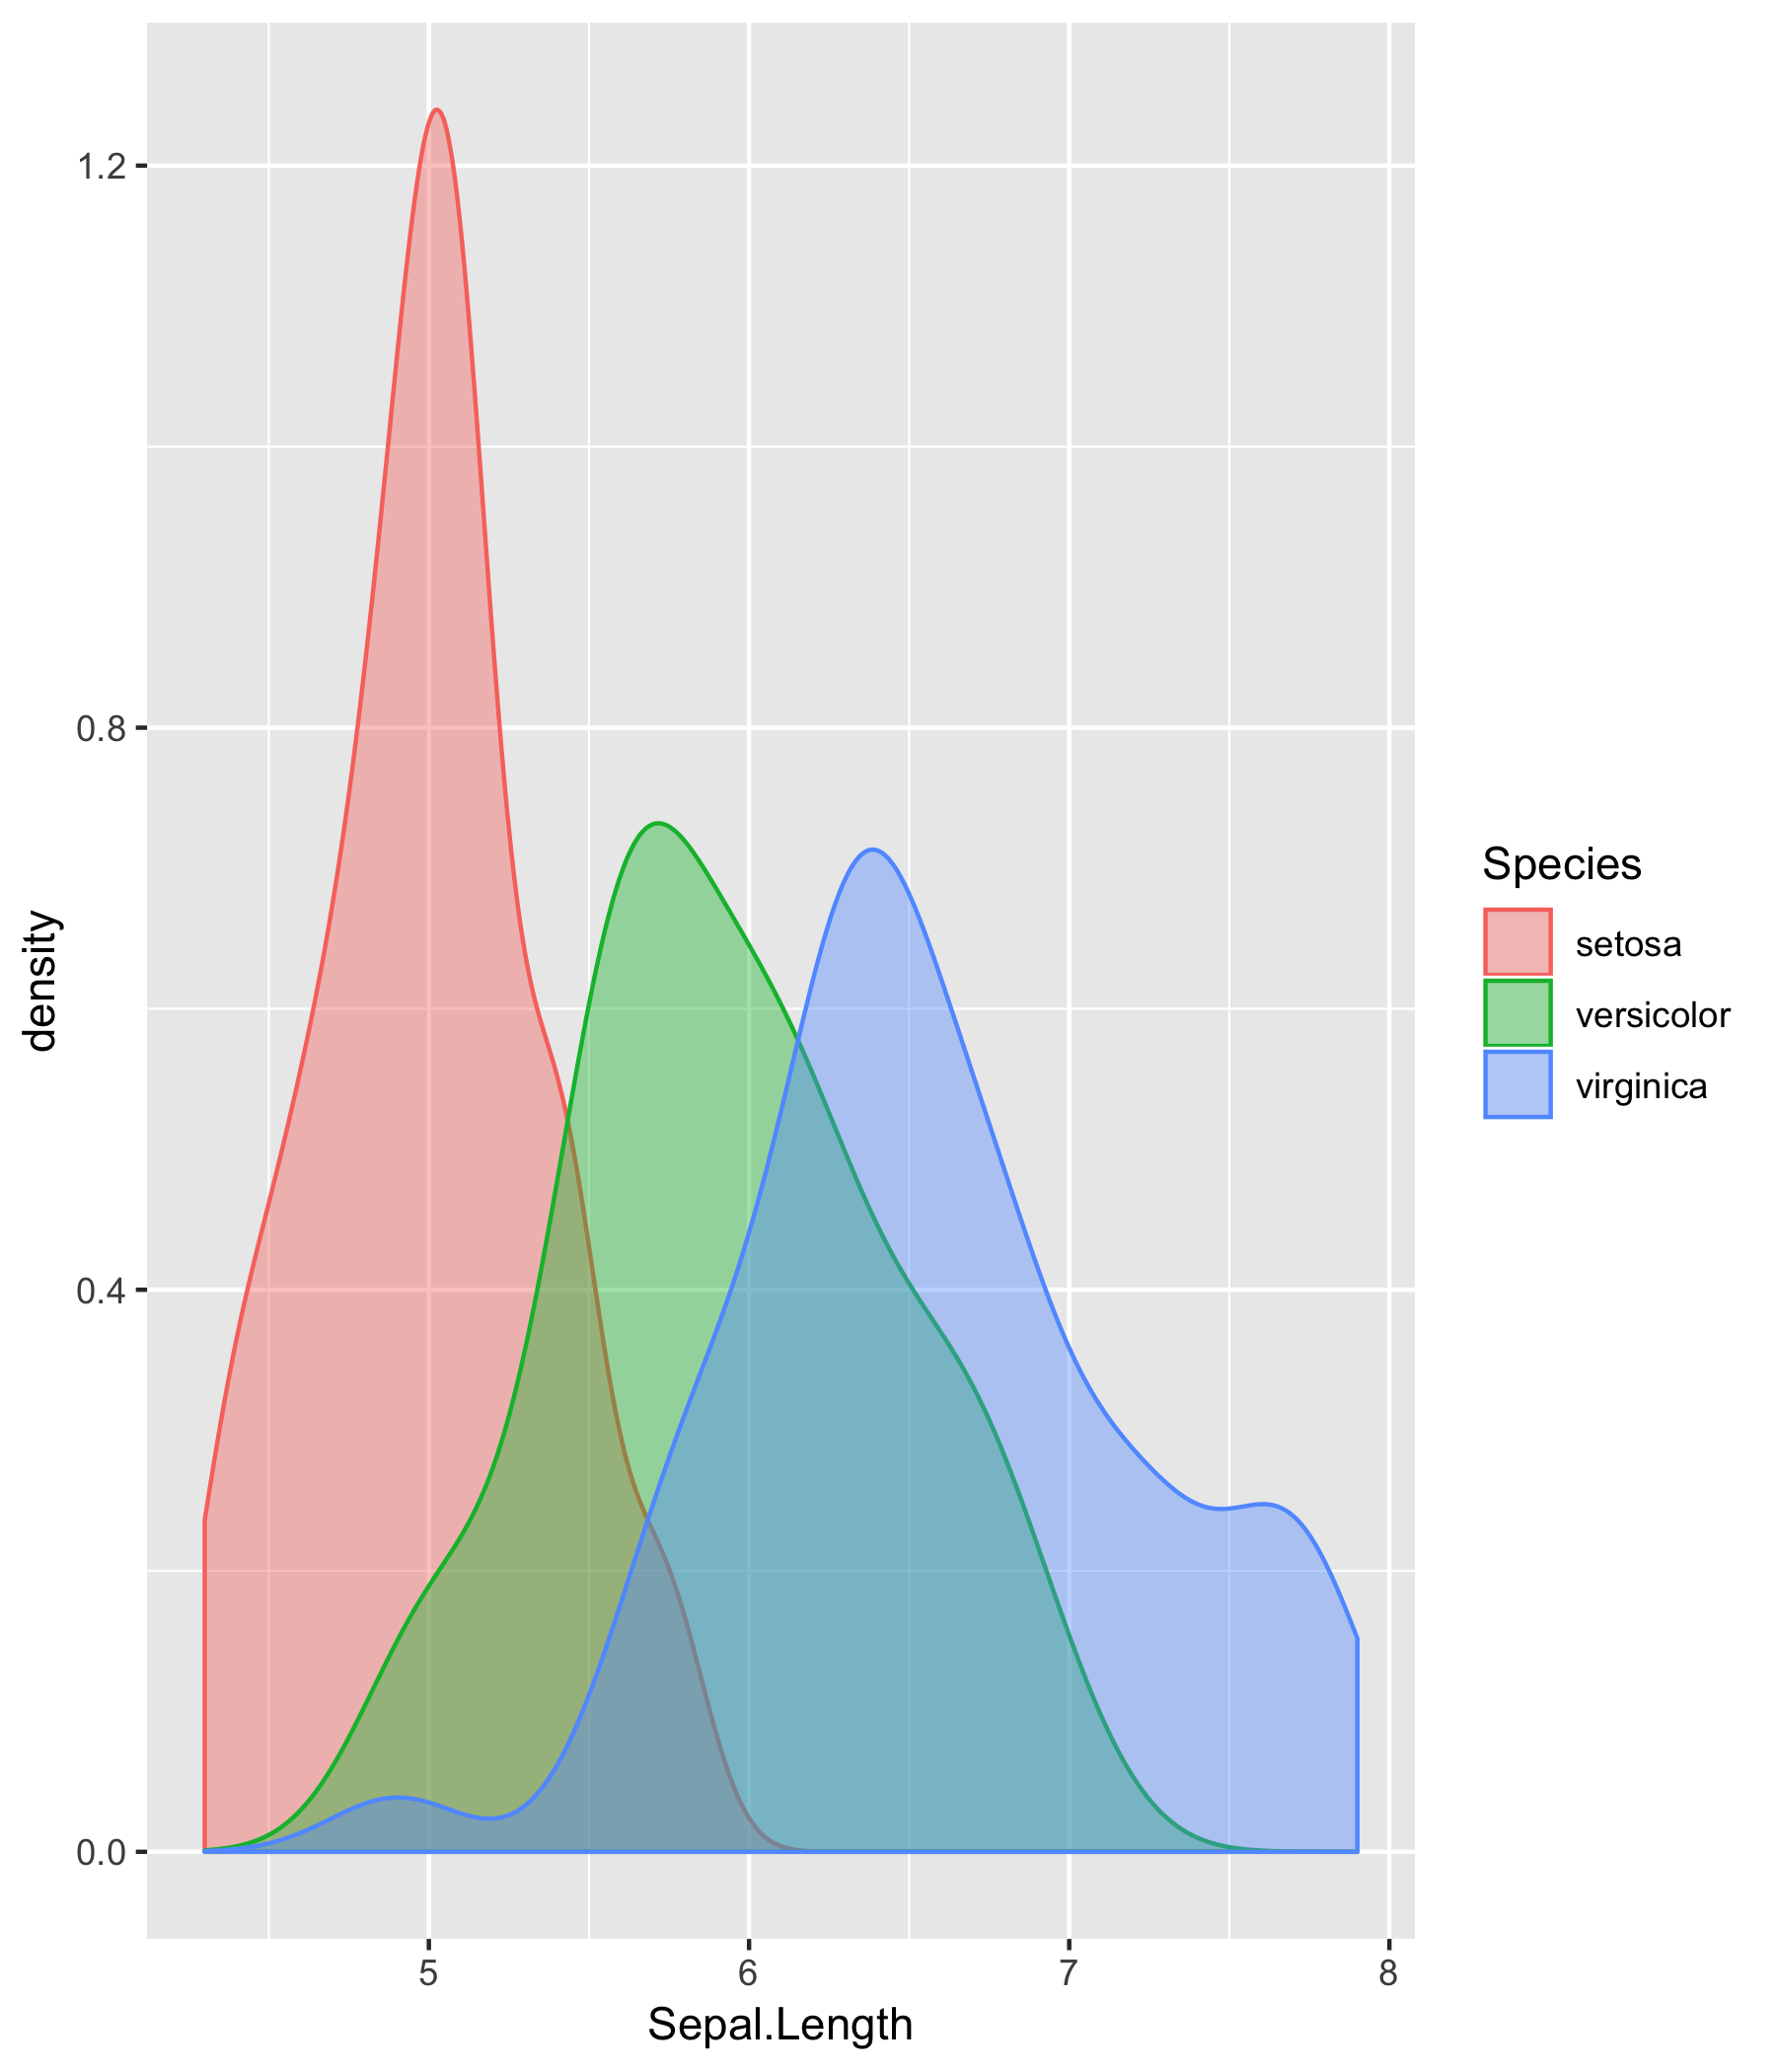 density
1.2
0.8
0.4
0.0
5 6 7 8
Sepal.Length
Species
setosa
versicolor
virginica